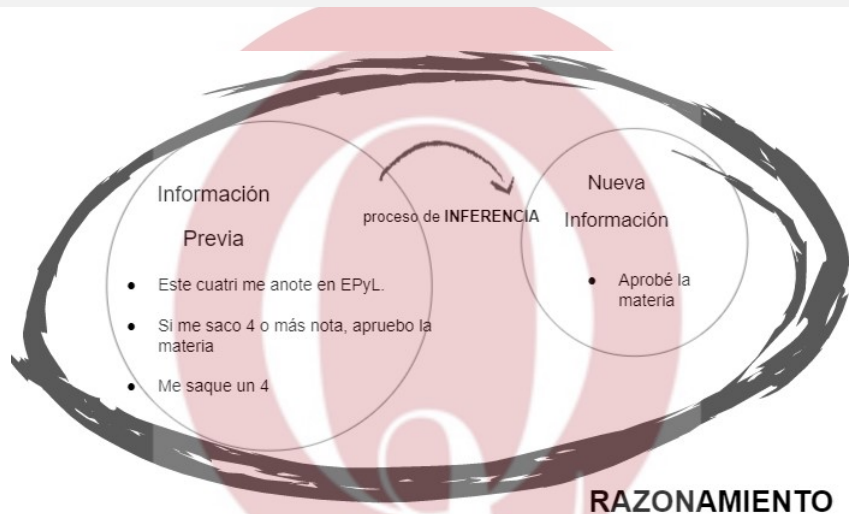 Información
Previa
• Este cuatri me anote en EPyL.
• Si me saco 4 o más nota, apruebo la
materia
• Me saque un 4
proceso de INFERENCIA
Nueva
Información
• Aprobé la
materia
RAZONAMIENTO